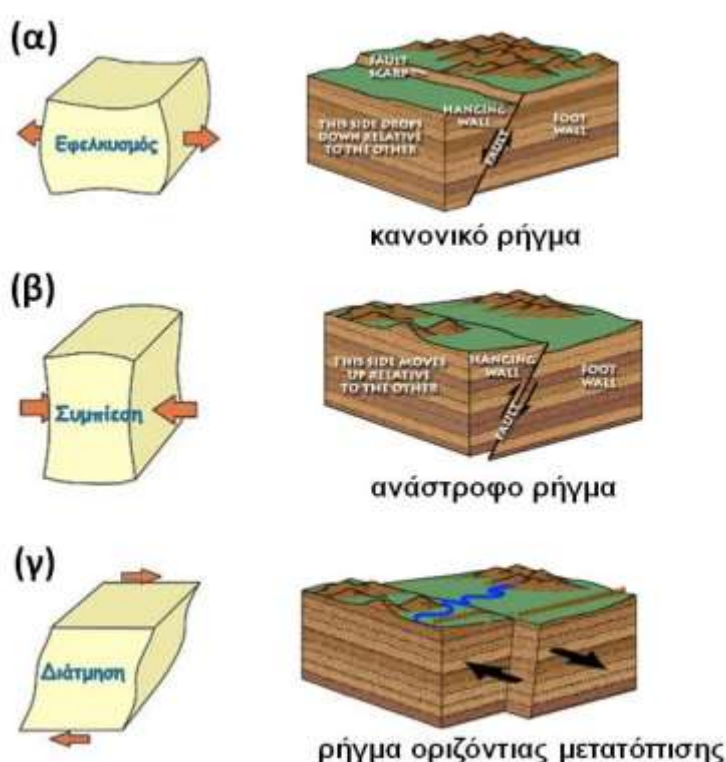 (α)
Εφελκυσμός
FAULT
SCARP
THIS SIDE DROPS
DOWN RELATIVE
TO THE OTHER
HANGING
WALL
FAULT
FOOT
WALL
κανονικό ρήγμα
(β)
Συμπίεση
THIS SIDE MOVES
UP RELATIVE
TO THE OTHER
HANGING
WALL
FAULT
FOOT
WALL
ανάστροφο ρήγμα
(γ)
Διάτμηση
ρήγμα οριζόντιας μετατόπισης